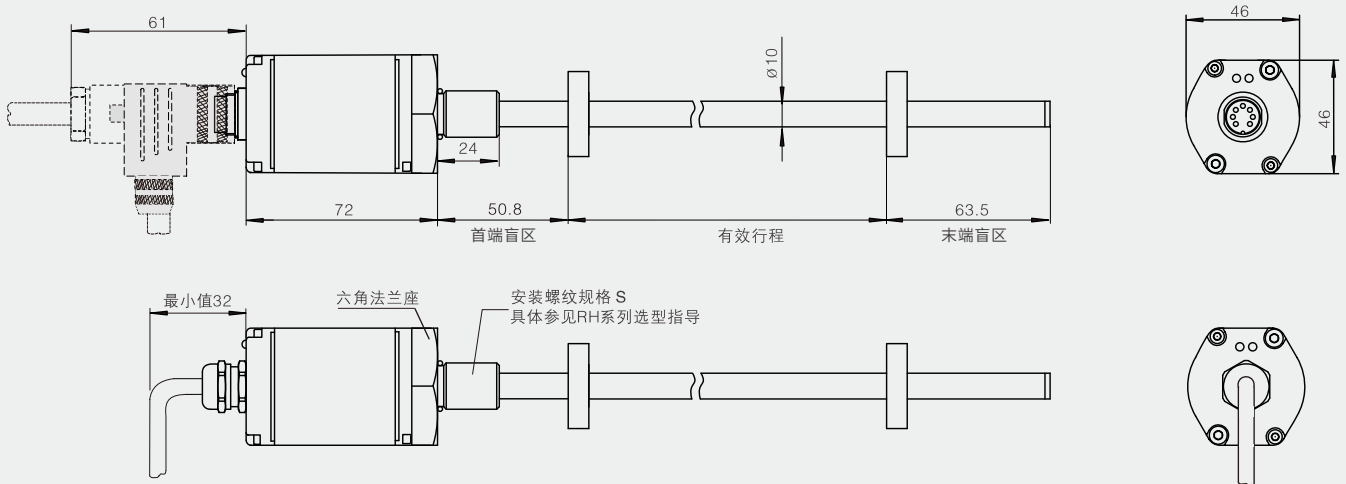 61
46
ø10
46
24
72
50.8
63.5
首端盲区
有效行程
末端盲区
最小值32
六角法兰座
安装螺纹规格 S
具体参见RH系列选型指导